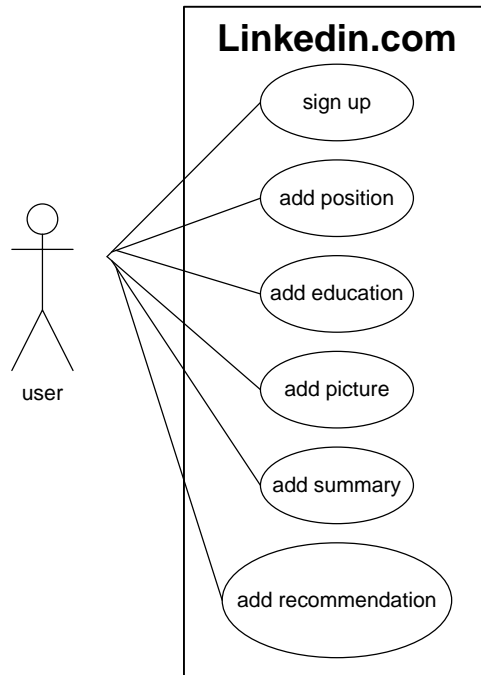 Linkedin.com
sign up
add position
add education
add picture
user
add summary
add recommendation